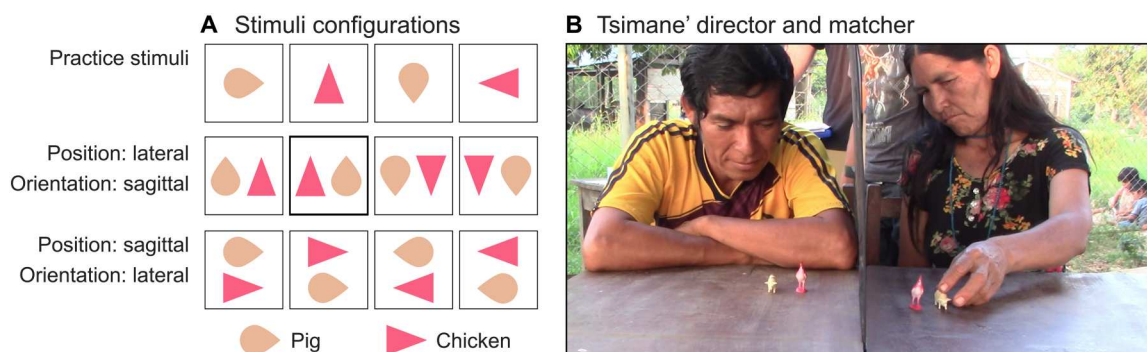 A Stimuli configurations
Practice stimuli
Position: lateral
Orientation: sagittal
Position: sagittal
Orientation: lateral
Pig
Chicken
B Tsimane’ director and matcher